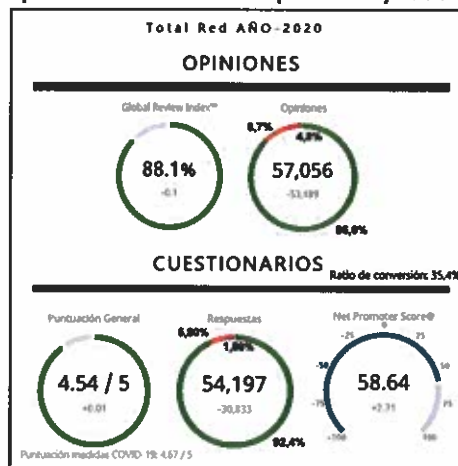 Total Red AÑO-2020
OPINIONES
Global Review Index™
Opiniones
88.1%
-0.1
57,056
86,6%
CUESTIONARIOS
Ratio de conversión: 35,4%
Puntuación General
Respuestas
Net Promoter Score®
4.54 / 5
+0.01
6,80%
54,197
-30,833
92,4%
-100
-75
-50
-25
0
25
50
75
100
58.64
+2.71
Puntuación medidas COVID-19: 4.67 / 5